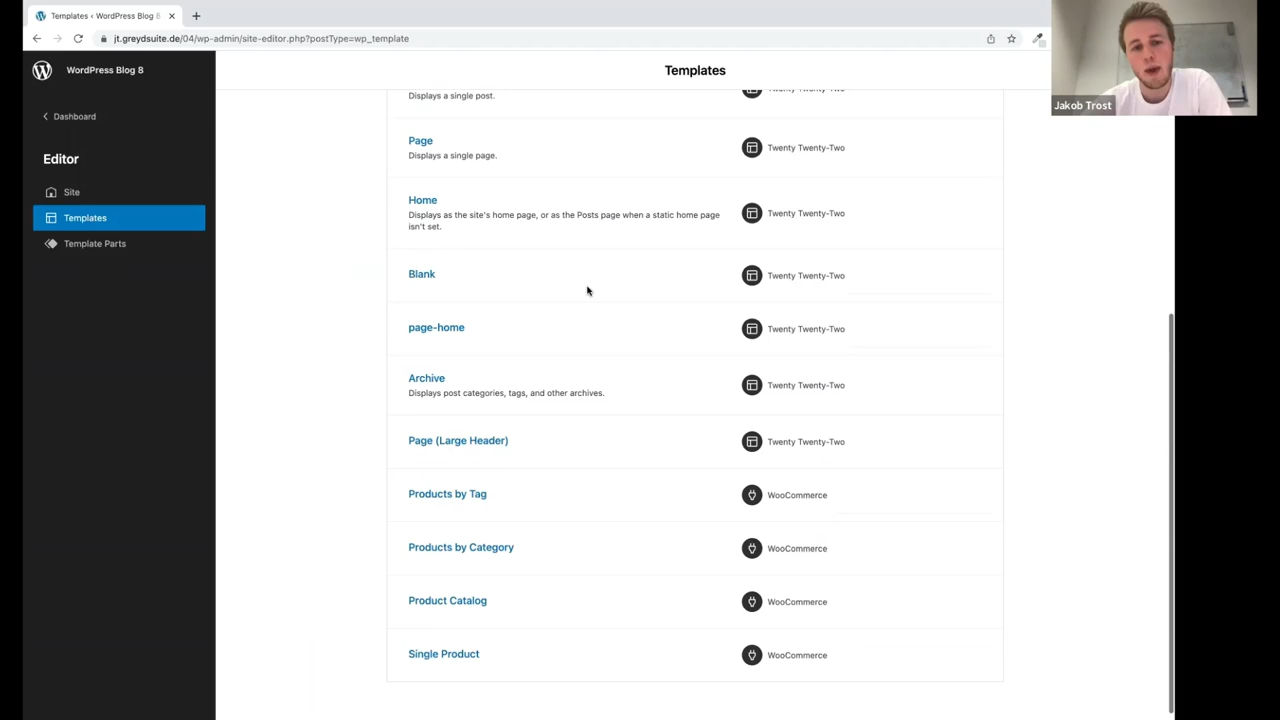 Templates ‹ WordPress Blog 8
jt.greydsuite.de/04/wp-admin/site-editor.php?postType=wp_template
WordPress Blog 8
Templates
Jakob Trost
Dashboard
Editor
Site
Templates
Template Parts
Displays a single post.
Twenty Twenty-Two
Page
Displays a single page.
Twenty Twenty-Two
Home
Displays as the site's home page, or as the Posts page when a static home page
isn't set.
Twenty Twenty-Two
Blank
Twenty Twenty-Two
page-home
Twenty Twenty-Two
Archive
Displays post categories, tags, and other archives.
Twenty Twenty-Two
Page (Large Header)
Twenty Twenty-Two
Products by Tag
WooCommerce
Products by Category
WooCommerce
Product Catalog
WooCommerce
Single Product
WooCommerce